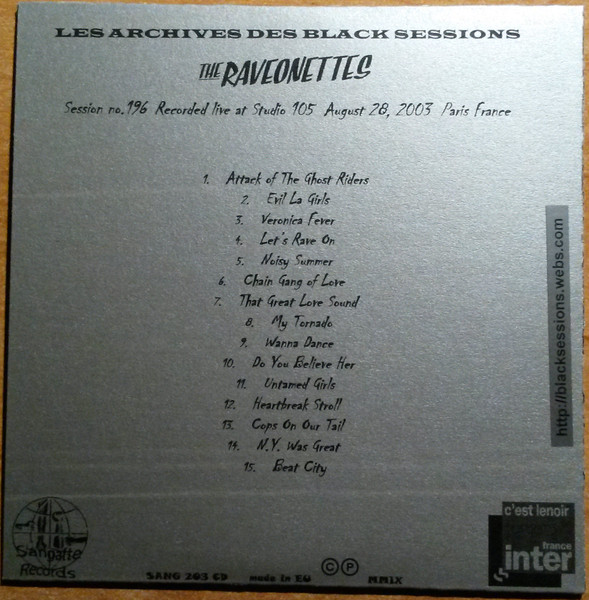 LES ARCHIVES DES BLACK SESSIONS
THE RAVEONETTES
Session no.196 Recorded live at Studio 105 August 28, 2003 Paris France
1. Attack of The Ghost Riders
2. Evil La Girls
3. Veronica Fever
4. Let's Rave On
5. Noisy Summer
6. Chain Gang of Love
7. That Great Love Sound
8. My Tornado
9. Wanna Dance
10. Do You Believe Her
11. Untamed Girls
12. Heartbreak Stroll
13. Cops On Our Tail
14. N.Y. Was Great
15. Beat City
http://blacksessions.webs.com
Sangatte
Records
SANG 203 CD made in EU © ℗ MMIX
c'est lenoir
france
inter